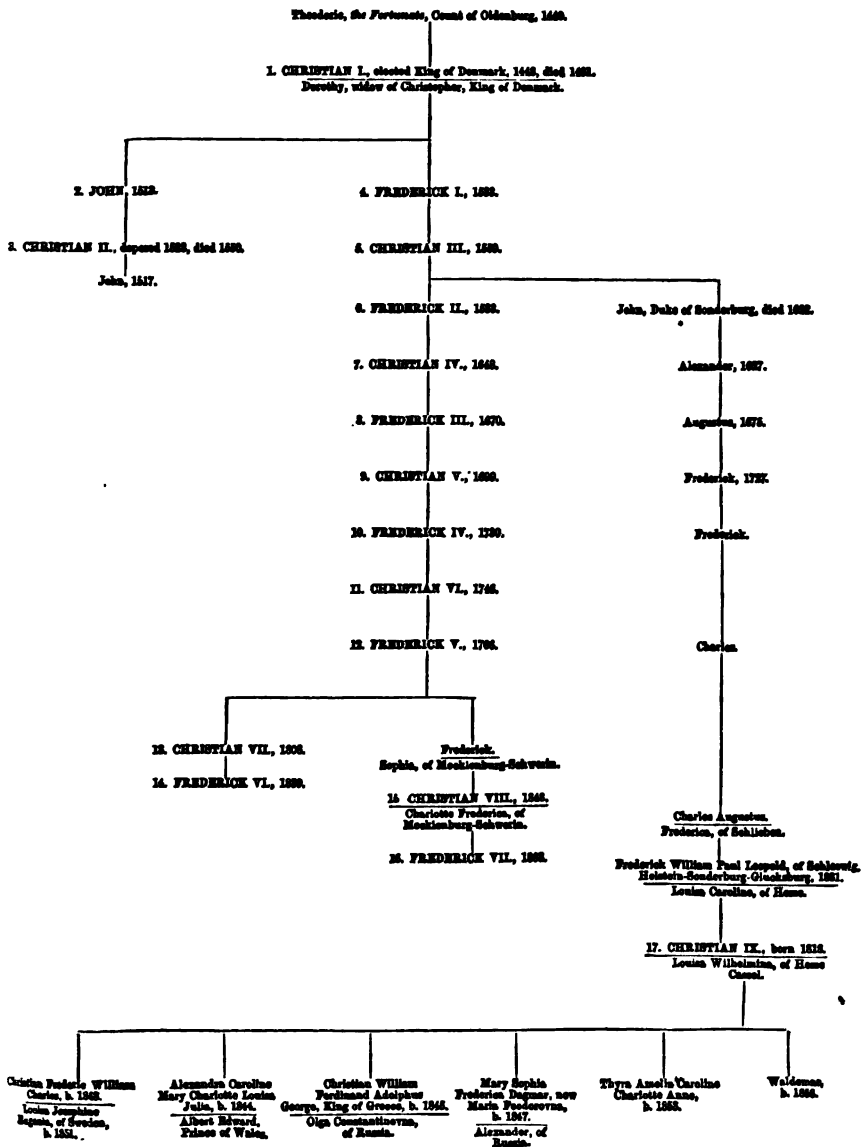 Theoderic, the Fortunate, Count of Oldenburg, 1440.
1. CHRISTIAN I., elected King of Denmark, 1448, died 1481.
Dorothy, widow of Christopher, King of Denmark.
2. JOHN, 1513.
4. FREDERICK I., 1533.
3. CHRISTIAN II., deposed 1523, died 1559.
5. CHRISTIAN III., 1559.
John, 1517.
6. FREDERICK II., 1588.
John, Duke of Sonderburg, died 1622.
7. CHRISTIAN IV., 1648.
Alexander, 1627.
8. FREDERICK III., 1670.
Augustus, 1675.
9. CHRISTIAN V., 1699.
Frederick, 1727.
10. FREDERICK IV., 1730.
Frederick.
11. CHRISTIAN VI., 1746.
12. FREDERICK V., 1766.
Charles.
13. CHRISTIAN VII., 1808.
Frederick.
Sophia, of Mecklenburg-Schwerin.
14. FREDERICK VI., 1839.
15 CHRISTIAN VIII., 1848.
Charlotte Frederica, of
Mecklenburg-Schwerin.
Charles Augustus.
Frederica, of Schlieben.
16. FREDERICK VII., 1863.
Frederick William Paul Leopold, of Schleswig,
Holstein-Sonderburg-Glucksburg, 1831.
Louisa Caroline, of Hesse.
17. CHRISTIAN IX., born 1818.
Louisa Wilhelmina, of Hesse
Cassel.
Christian Frederic William
Charles, b. 1843.
Louisa Josephine
Eugenia, of Sweden,
b. 1851.
Alexandra Caroline
Mary Charlotte Louisa
Julia, b. 1844.
Albert Edward,
Prince of Wales.
Christian William
Ferdinand Adolphus
George, King of Greece, b. 1845.
Olga Constantinovna,
of Russia.
Mary Sophia
Frederica Dagmar, now
Maria Feodorovna,
b. 1847.
Alexander, of
Russia.
Thyra Amelia Caroline
Charlotte Anne,
b. 1853.
Waldemar,
b. 1858.